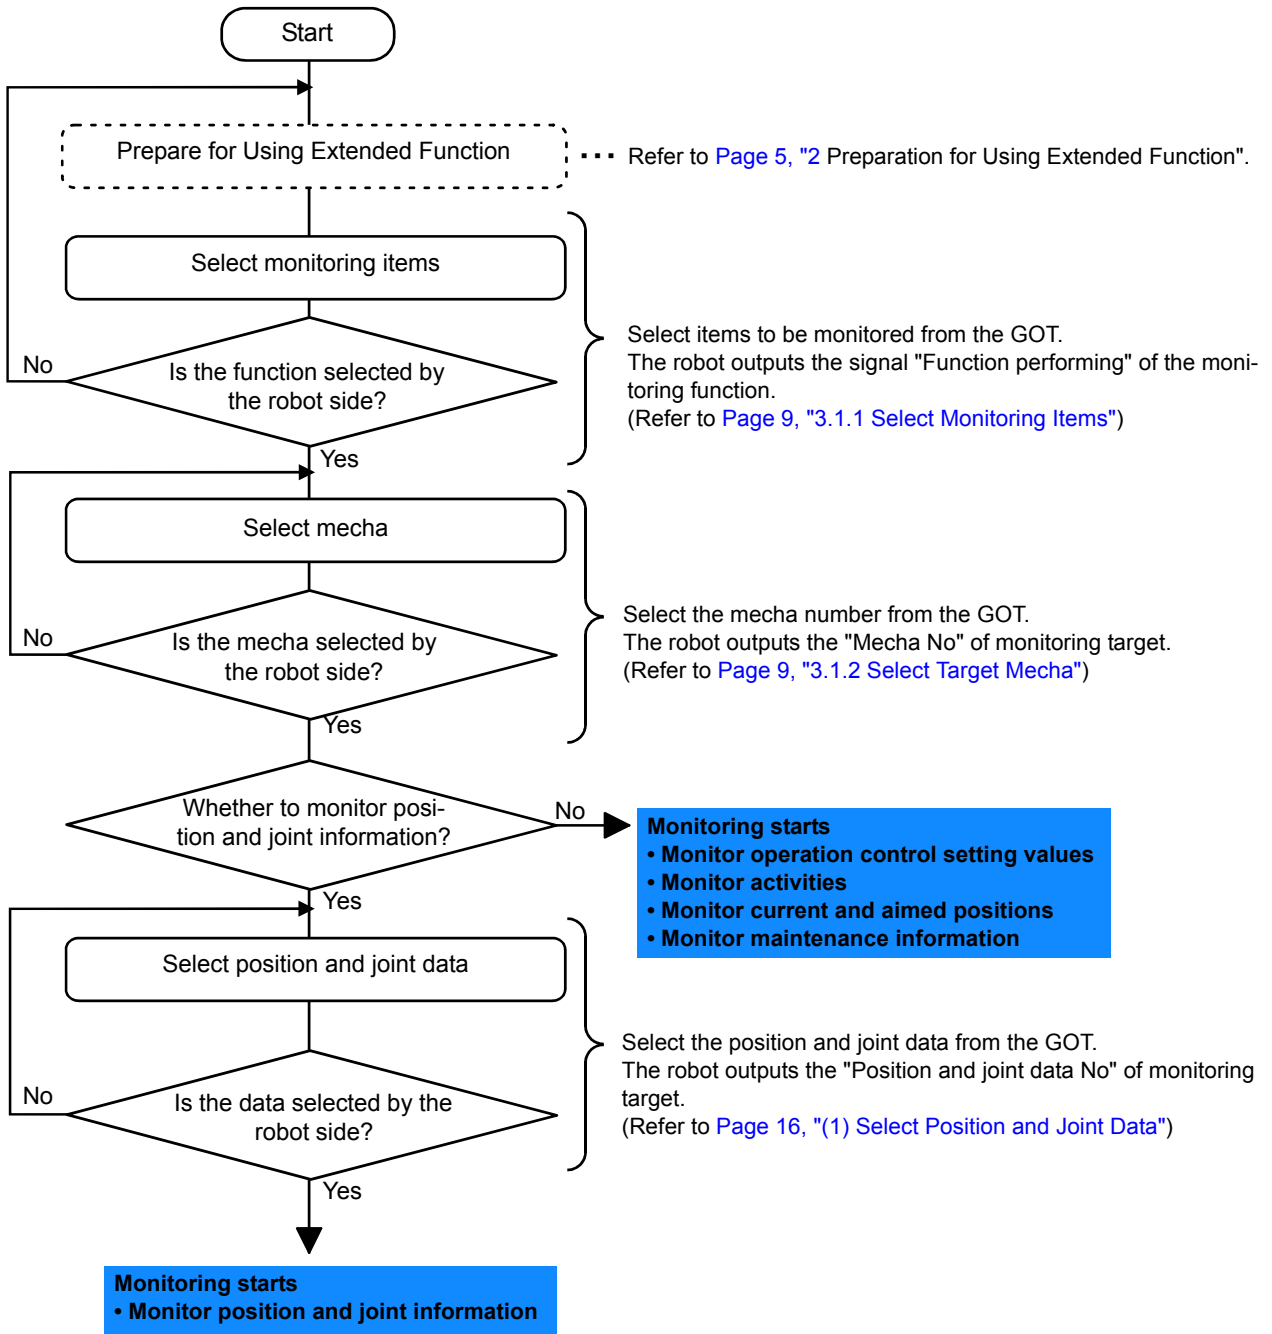 Start
Prepare for Using Extended Function
Refer to Page 5, "2 Preparation for Using Extended Function".
Select monitoring items
Select items to be monitored from the GOT.
The robot outputs the signal "Function performing" of the moni-
toring function.
(Refer to Page 9, "3.1.1 Select Monitoring Items")
No
Is the function selected by
the robot side?
Yes
Select mecha
Select the mecha number from the GOT.
The robot outputs the "Mecha No" of monitoring target.
(Refer to Page 9, "3.1.2 Select Target Mecha")
No
Is the mecha selected by
the robot side?
Yes
Whether to monitor posi-
tion and joint information?
No
Monitoring starts
• Monitor operation control setting values
• Monitor activities
• Monitor current and aimed positions
• Monitor maintenance information
Yes
Select position and joint data
Select the position and joint data from the GOT.
The robot outputs the "Position and joint data No" of monitoring
target.
(Refer to Page 16, "(1) Select Position and Joint Data")
No
Is the data selected by the
robot side?
Yes
Monitoring starts
• Monitor position and joint information